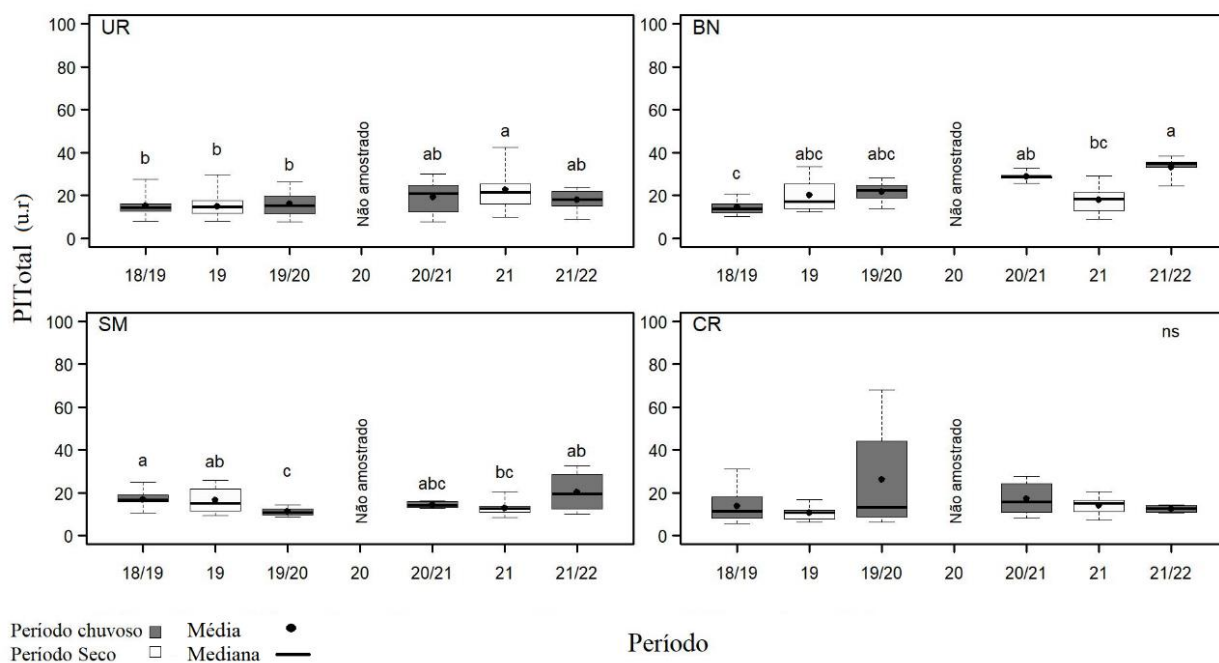 PITotal (u.r)
UR
100
80
60
40
20
0
b
b
b
Não amostrado
ab
a
ab
18/19 19 19/20 20 20/21 21 21/22
BN
100
80
60
40
20
0
c
abc
abc
Não amostrado
ab
bc
a
18/19 19 19/20 20 20/21 21 21/22
SM
100
80
60
40
20
0
a
ab
c
Não amostrado
abc
bc
ab
18/19 19 19/20 20 20/21 21 21/22
CR
100
80
60
40
20
0
Não amostrado
ns
18/19 19 19/20 20 20/21 21 21/22
Período chuvoso Média
Período Seco Mediana
Período